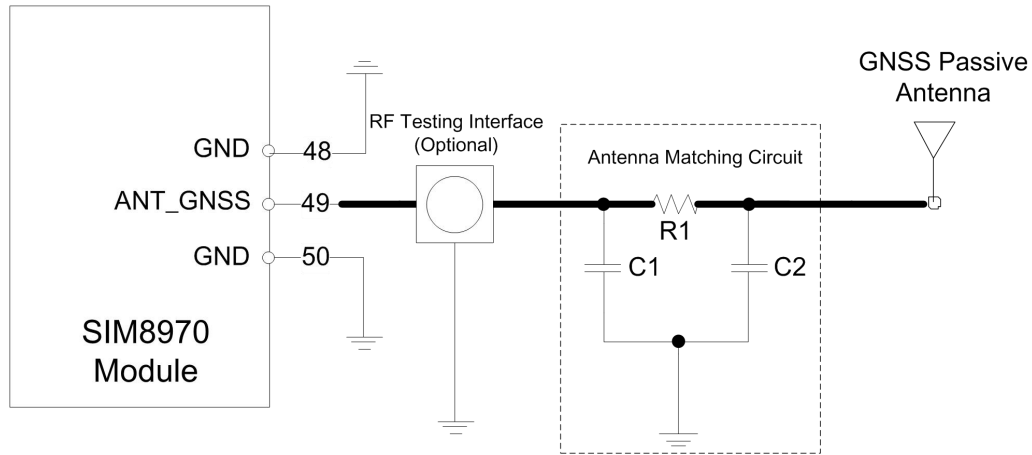 GNSS Passive
Antenna
RF Testing Interface
(Optional)
Antenna Matching Circuit
GND 48
ANT_GNSS 49
GND 50
R1
C1
C2
SIM8970
Module